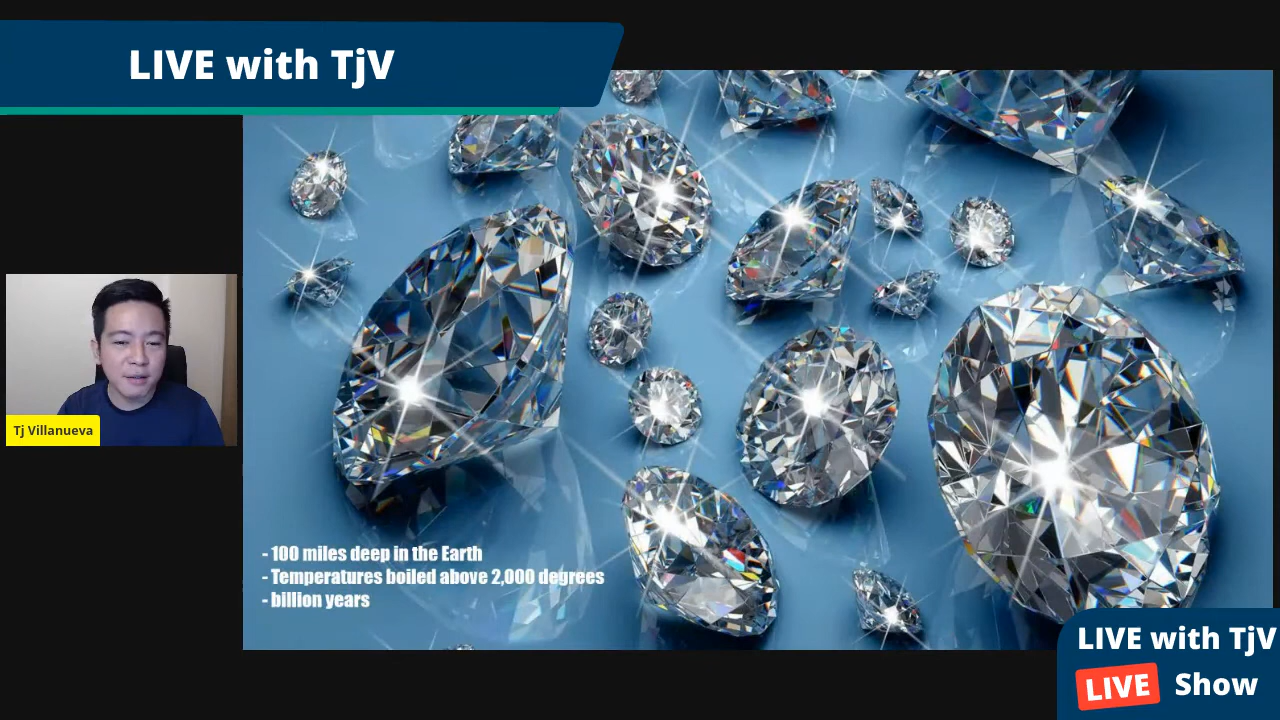 LIVE with TjV
Tj Villanueva
- 100 miles deep in the Earth
- Temperatures boiled above 2,000 degrees
- billion years
LIVE with TjV
LIVE Show